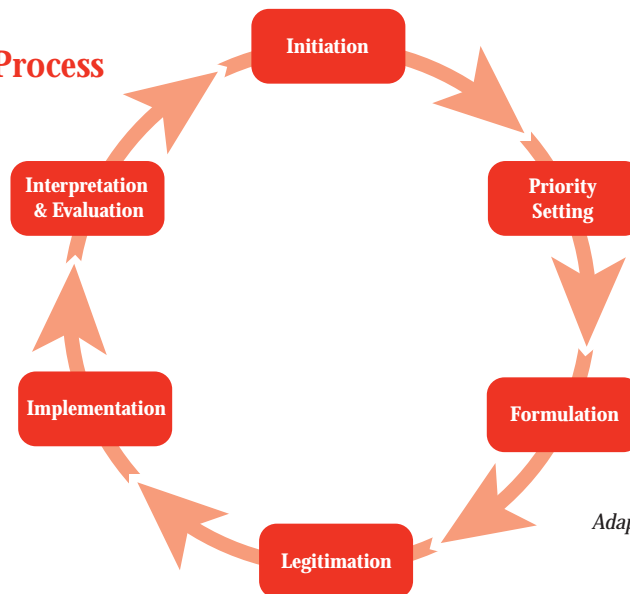 Process
Initiation
Priority
Setting
Formulation
Legitimation
Implementation
Interpretation
& Evaluation
Adap